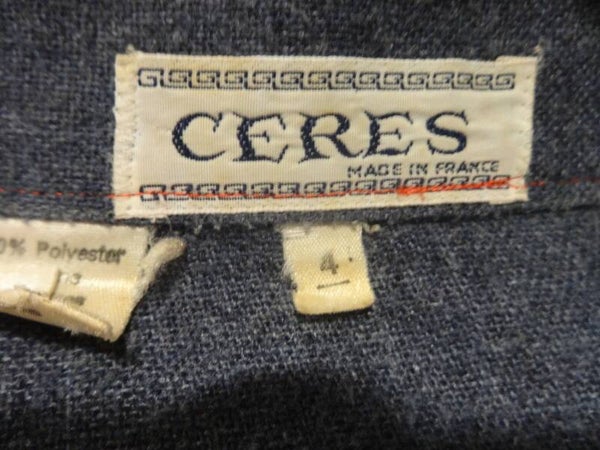 CERES
MADE IN FRANCE
0% Polyester
4